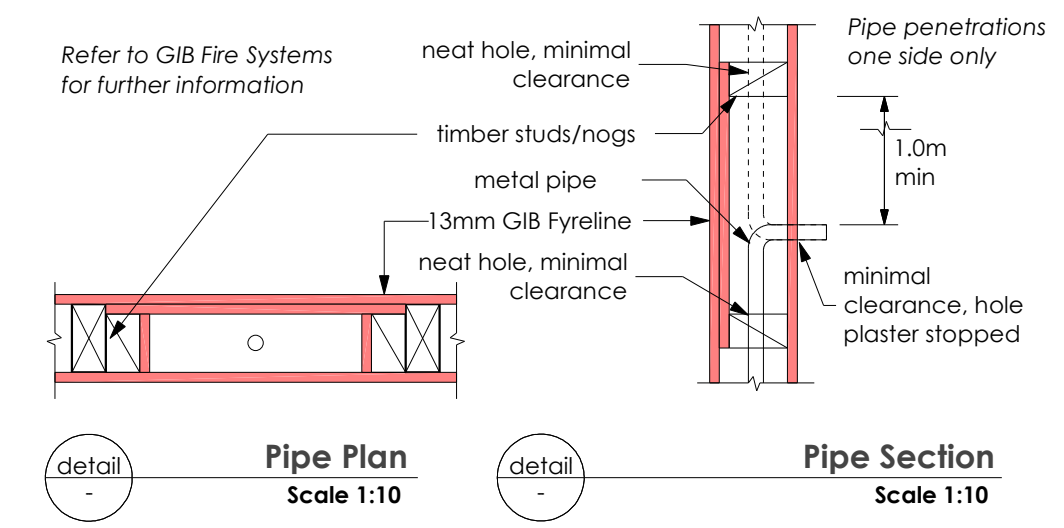 Refer to GIB Fire Systems
for further information
neat hole, minimal
clearance
timber studs/nogs
metal pipe
13mm GIB Fyreline
neat hole, minimal
clearance
Pipe penetrations
one side only
1.0m
min
minimal
clearance, hole
plaster stopped
detail
-
Pipe Plan
Scale 1:10
detail
-
Pipe Section
Scale 1:10